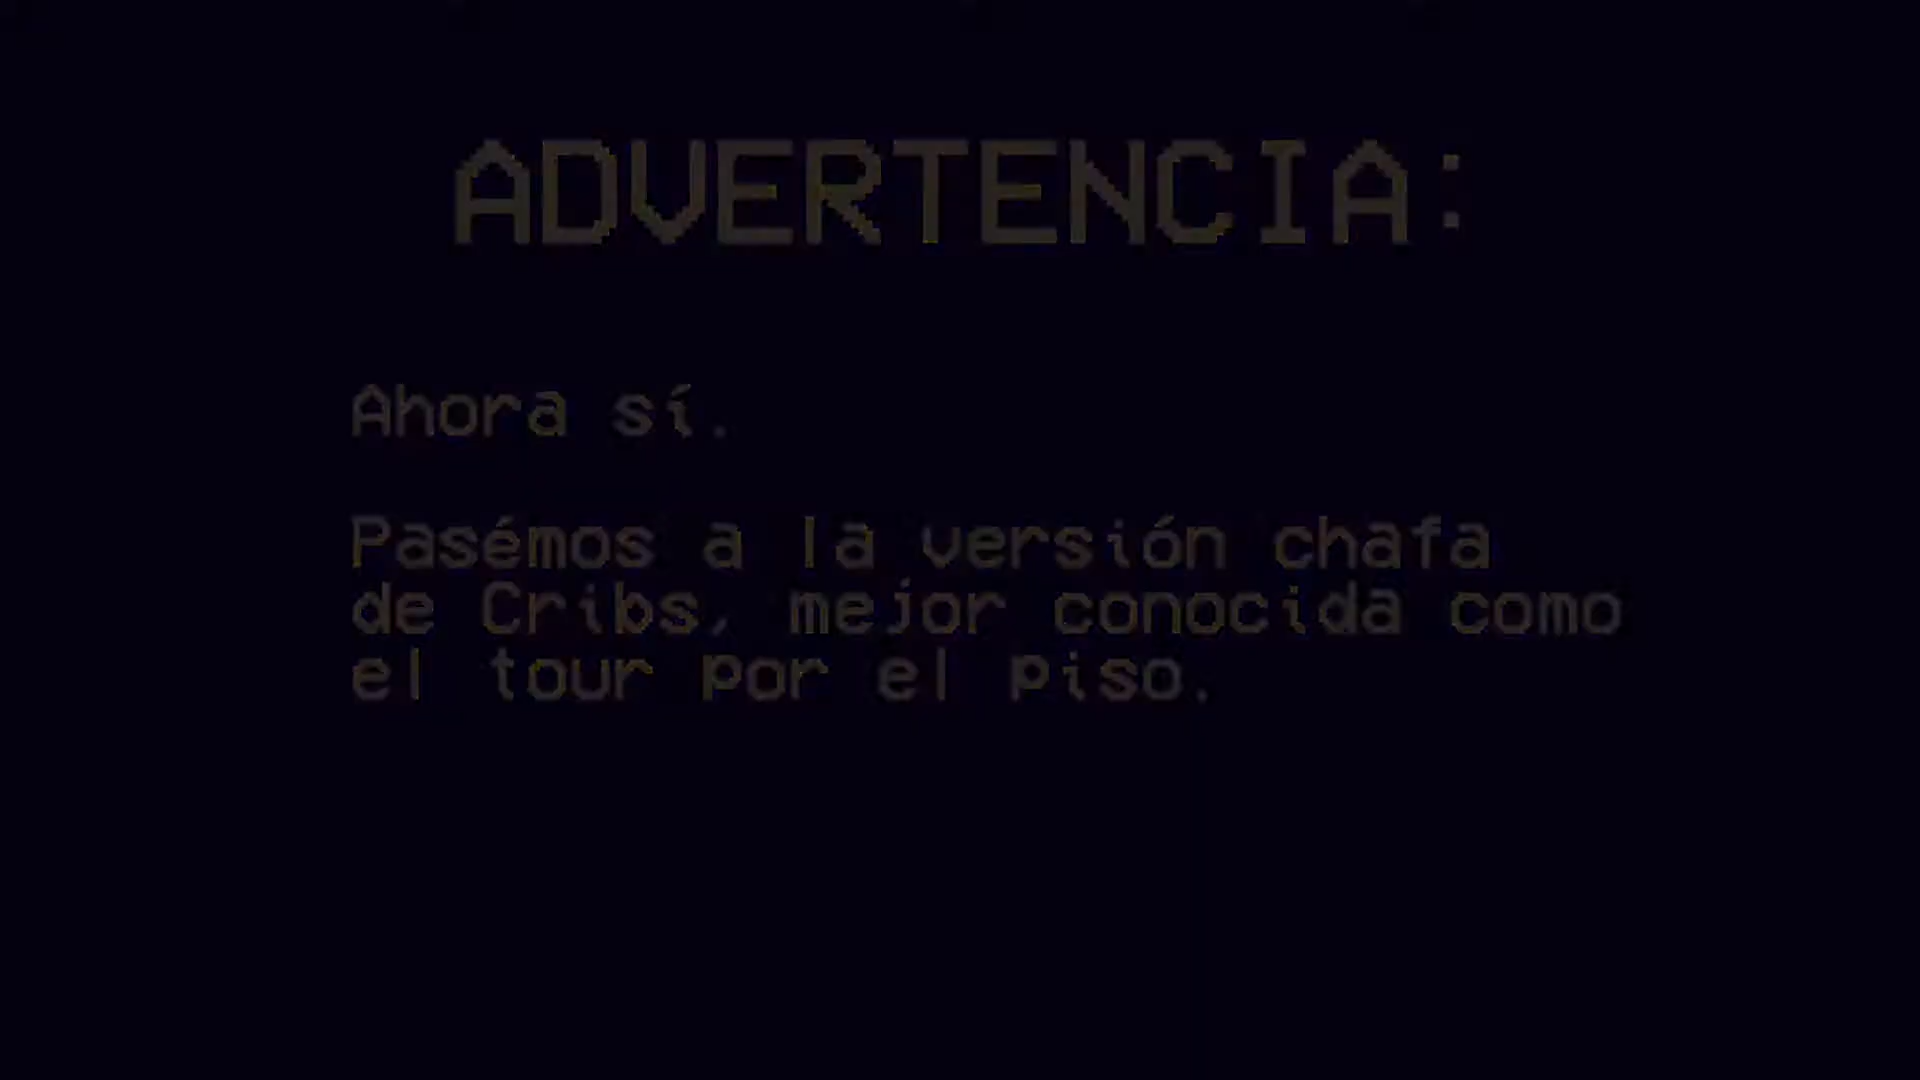 ADVERTENCIA:
Ahora sí.
Pasémos a la versión chafa
de Cribs, mejor conocida como
el tour por el piso.